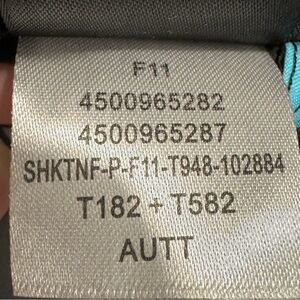 F11
4500965282
4500965287
SHKTNF-P-F11-T948-102884
T182 + T582
AUTT